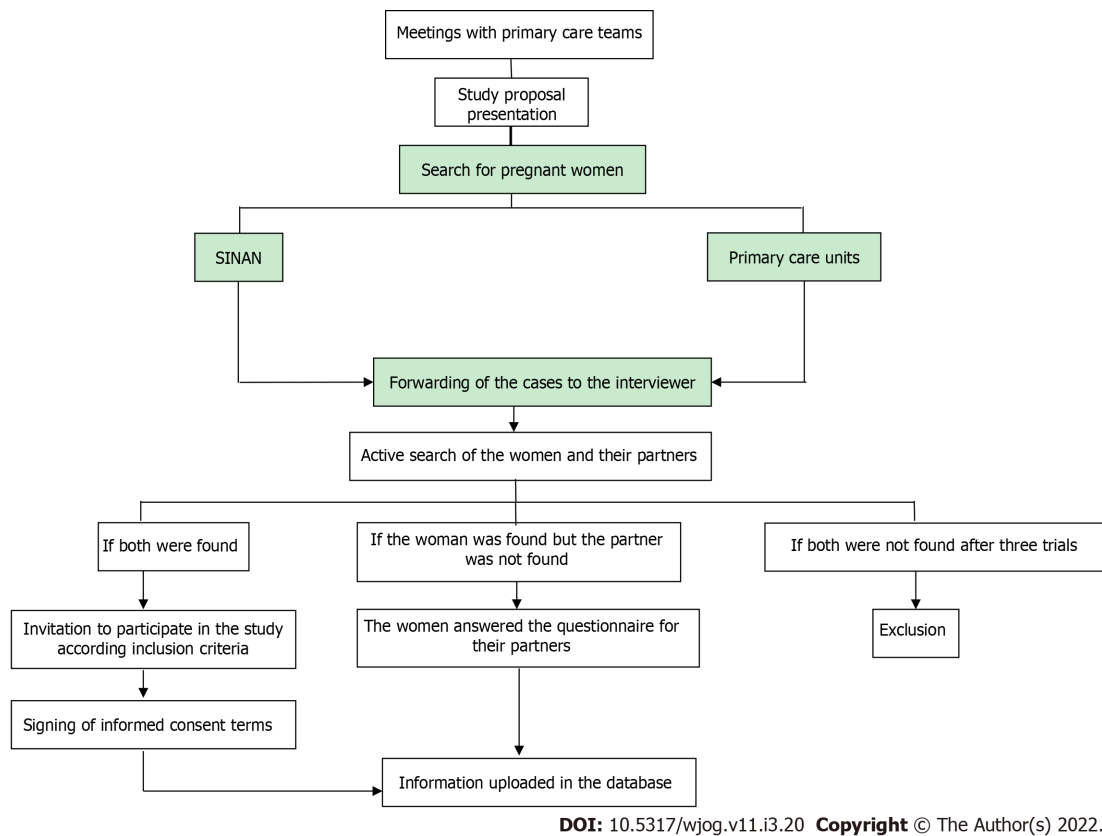 Meetings with primary care teams
Study proposal
presentation
Search for pregnant women
SINAN
Primary care units
Forwarding of the cases to the interviewer
Active search of the women and their partners
If both were found
If the woman was found but the partner
was not found
If both were not found after three trials
Invitation to participate in the study
according inclusion criteria
The women answered the questionnaire for
their partners
Exclusion
Signing of informed consent terms
Information uploaded in the database
DOI: 10.5317/wjog.v11.i3.20 Copyright © The Author(s) 2022.